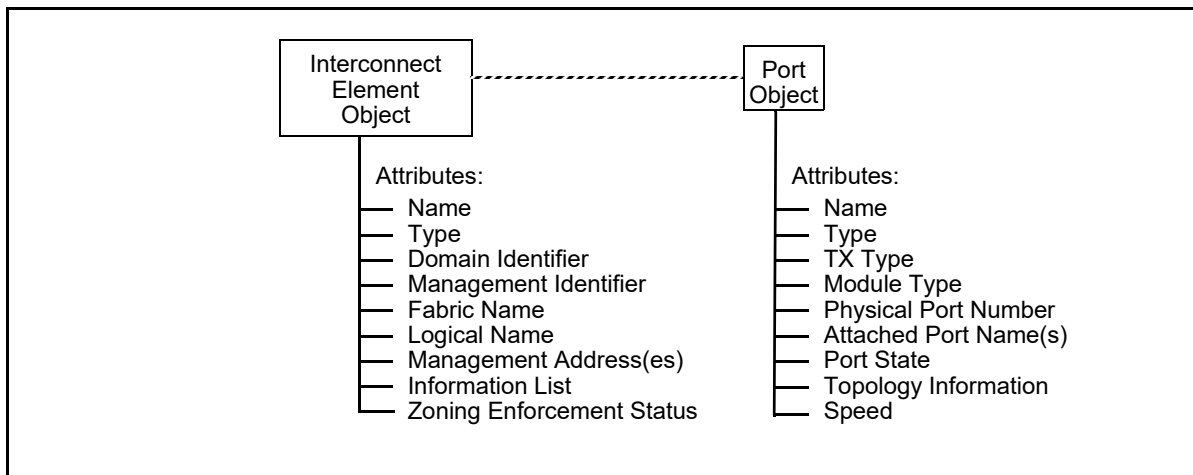 Interconnect
Element
Object
Port
Object
Attributes:
Name
Type
Domain Identifier
Management Identifier
Fabric Name
Logical Name
Management Address(es)
Information List
Zoning Enforcement Status
Attributes:
Name
Type
TX Type
Module Type
Physical Port Number
Attached Port Name(s)
Port State
Topology Information
Speed